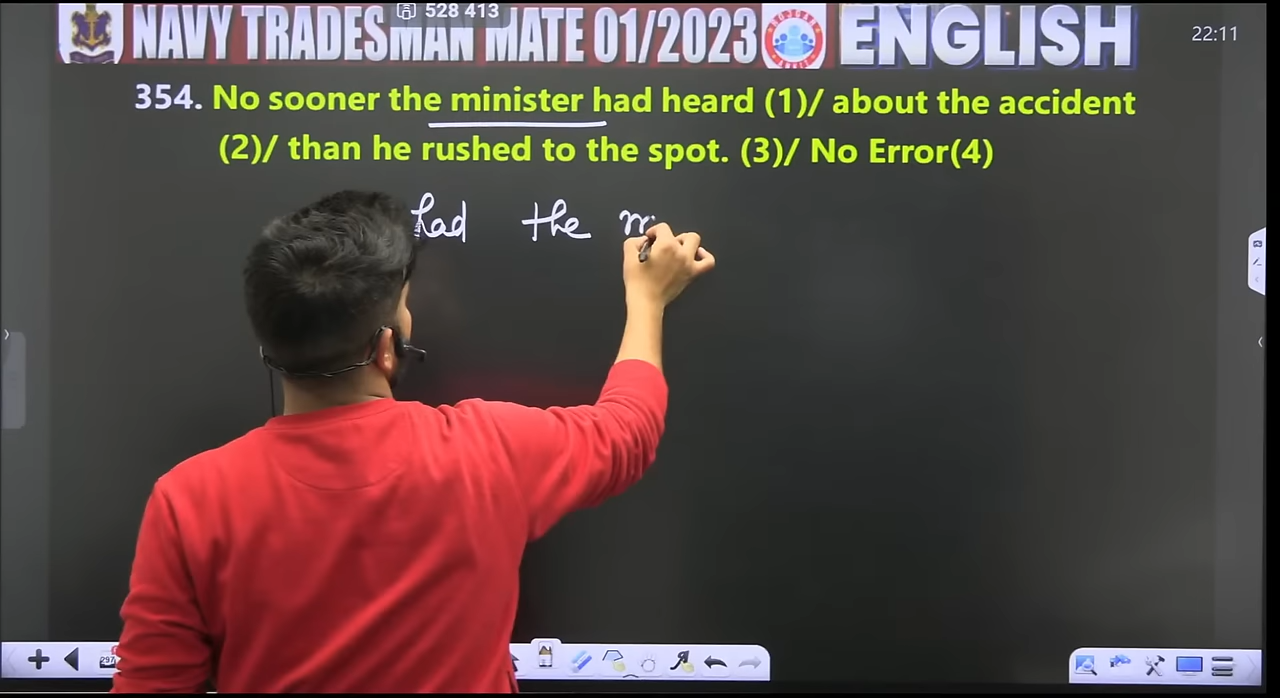 528 413
NAVY TRADESMAN MATE 01/2023 ENGLISH
22:11
354. No sooner the minister had heard (1)/ about the accident
(2)/ than he rushed to the spot. (3)/ No Error(4)
had the
297